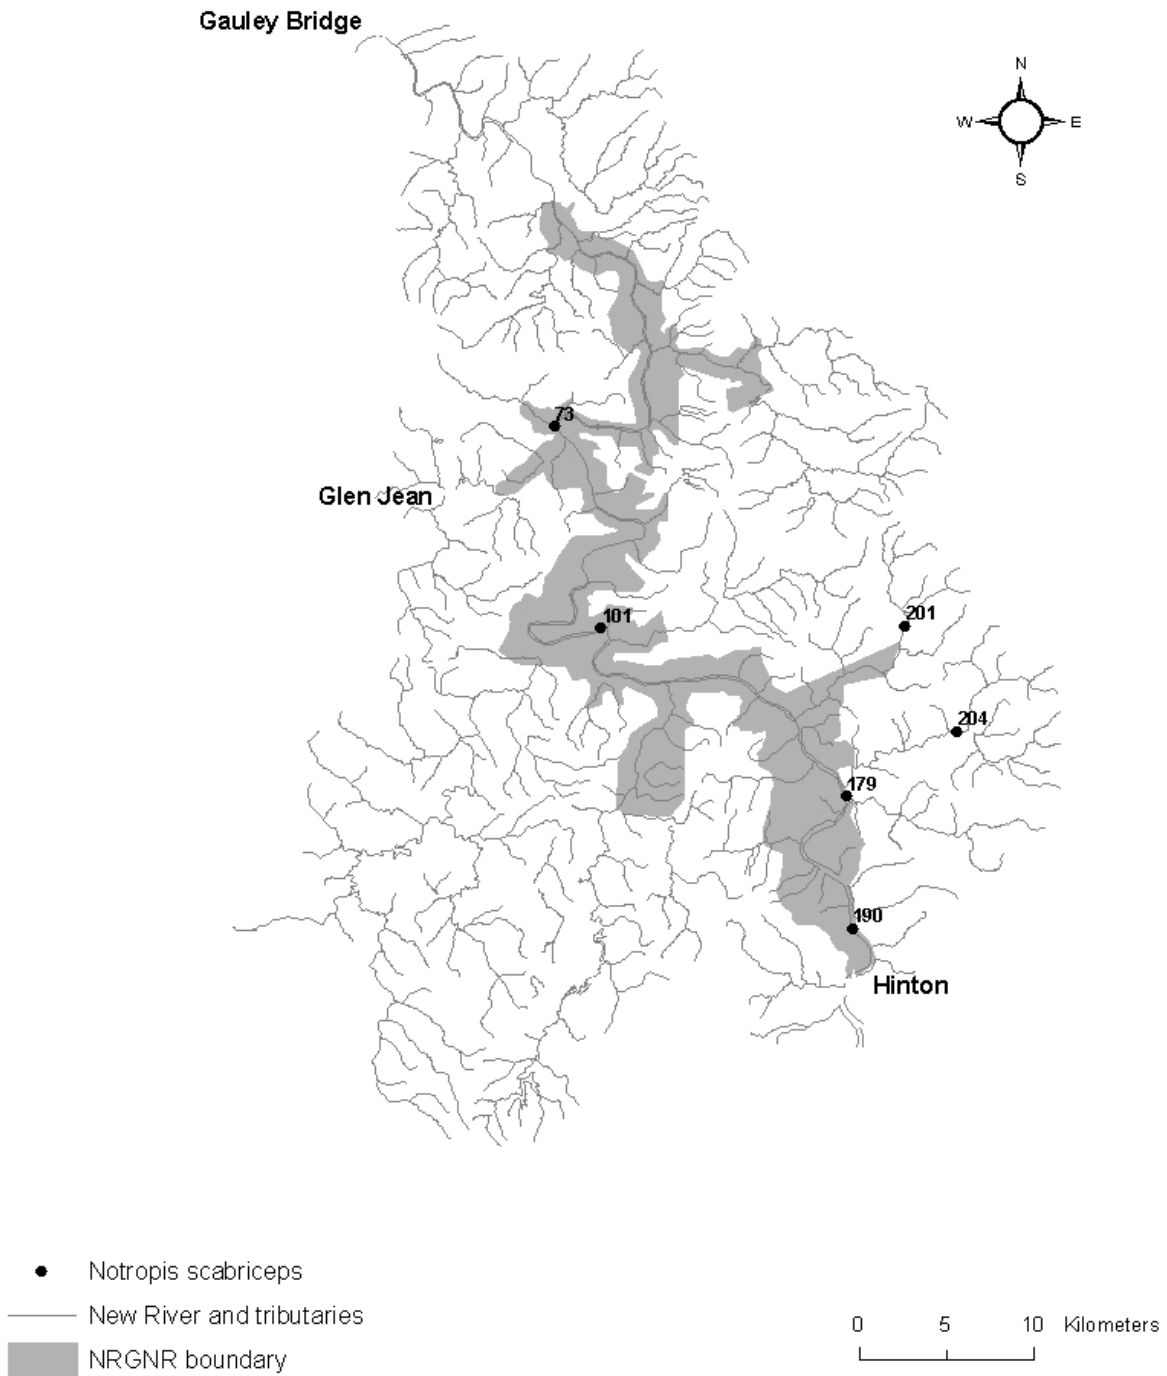 Gauley Bridge
N
W E
S
73
Glen Jean
101
201
204
179
190
Hinton
Notropis scabriceps
New River and tributaries
0 5 10 Kilometers
NRGNR boundary